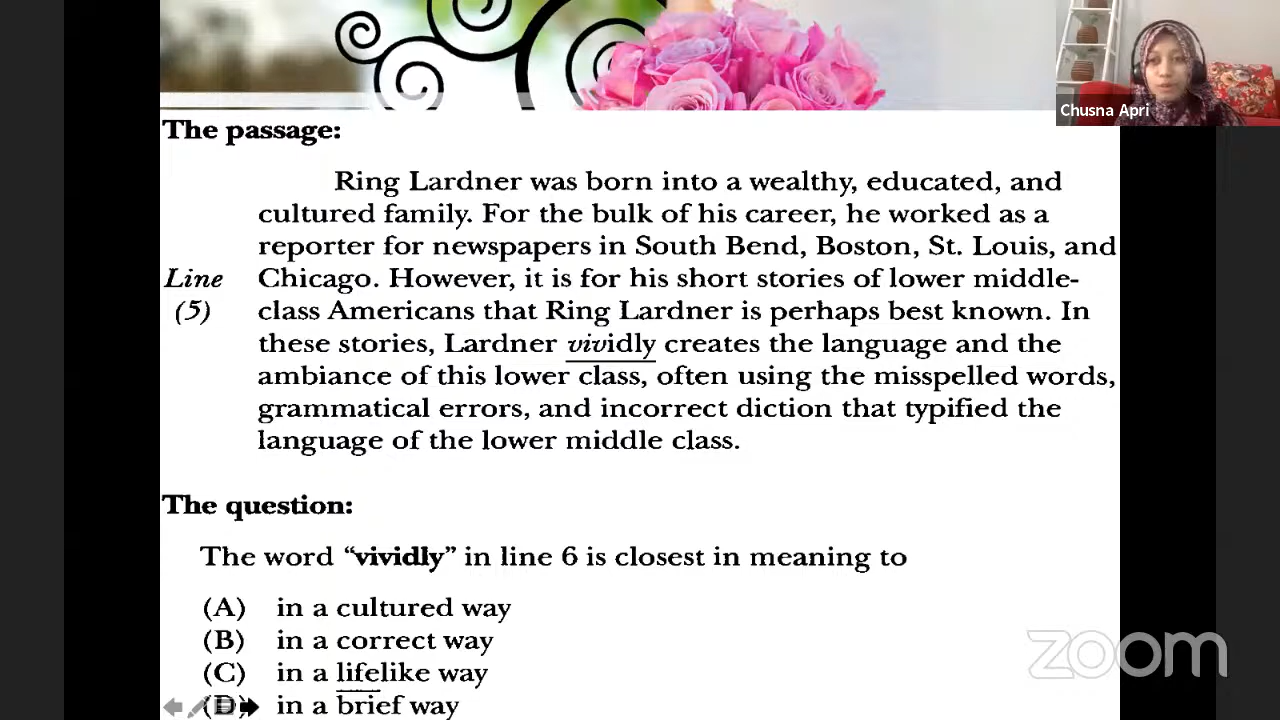 Chusna Apri
The passage:
Ring Lardner was born into a wealthy, educated, and
cultured family. For the bulk of his career, he worked as a
reporter for newspapers in South Bend, Boston, St. Louis, and
Line Chicago. However, it is for his short stories of lower middle-
(5) class Americans that Ring Lardner is perhaps best known. In
these stories, Lardner vividly creates the language and the
ambiance of this lower class, often using the misspelled words,
grammatical errors, and incorrect diction that typified the
language of the lower middle class.
The question:
The word “vividly” in line 6 is closest in meaning to
(A) in a cultured way
(B) in a correct way
(C) in a lifelike way
(D) in a brief way
zoom